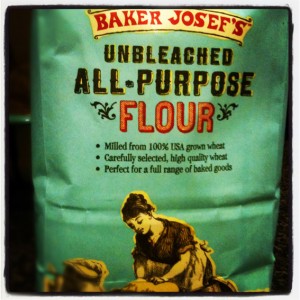 BAKER JOSEF'S
UNBLEACHED
ALL-PURPOSE
FLOUR
• Milled from 100% USA grown wheat
• Carefully selected, high quality wheat
• Perfect for a full range of baked goods